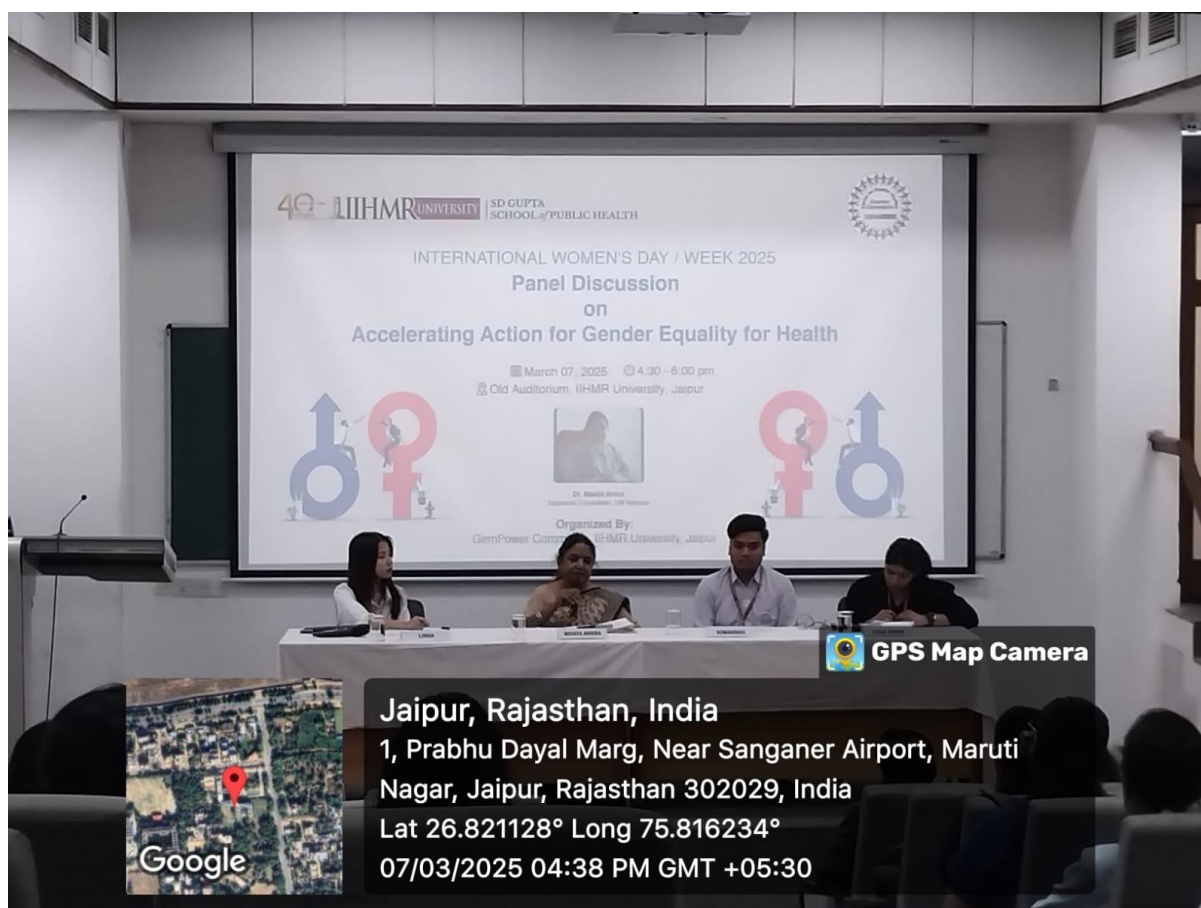 40
IIHMR UNIVERSITY
SD GUPTA
SCHOOL of PUBLIC HEALTH
INTERNATIONAL WOMEN'S DAY / WEEK 2025
Panel Discussion
on
Accelerating Action for Gender Equality for Health
March 07, 2025 4:30 - 6:00 pm
Old Auditorium, IIHMR University, Jaipur
Organized By:
IIHMR University, Jaipur
LINDA
GPS Map Camera
Jaipur, Rajasthan, India
1, Prabhu Dayal Marg, Near Sanganer Airport, Maruti
Nagar, Jaipur, Rajasthan 302029, India
Lat 26.821128° Long 75.816234°
07/03/2025 04:38 PM GMT +05:30
Google